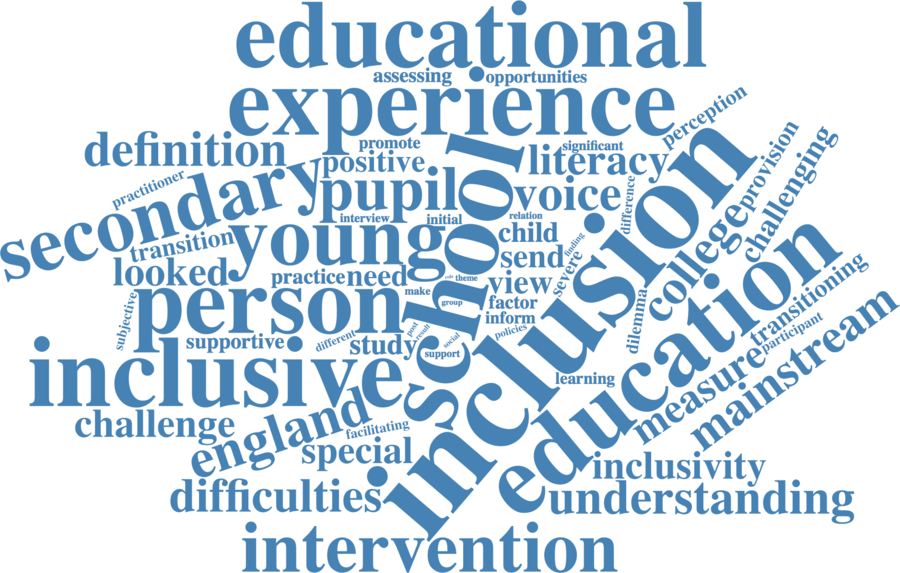 educational
assessing
opportunities
experience
perception
promote
significant
definition
positive
literacy
provision
practitioner
secondary
pupil
voice
difference
challenging
interview
initial
relation
school
inclusion
college
transition
young
child
finding
looked
practice
need
role
theme
send
severe
view
make
group
factor
person
inform
education
transitioning
subjective
supportive
different
study
post
result
social
support
policies
dilemma
participant
measure
mainstream
inclusive
learning
challenge
england
facilitating
special
inclusivity
difficulties
understanding
intervention